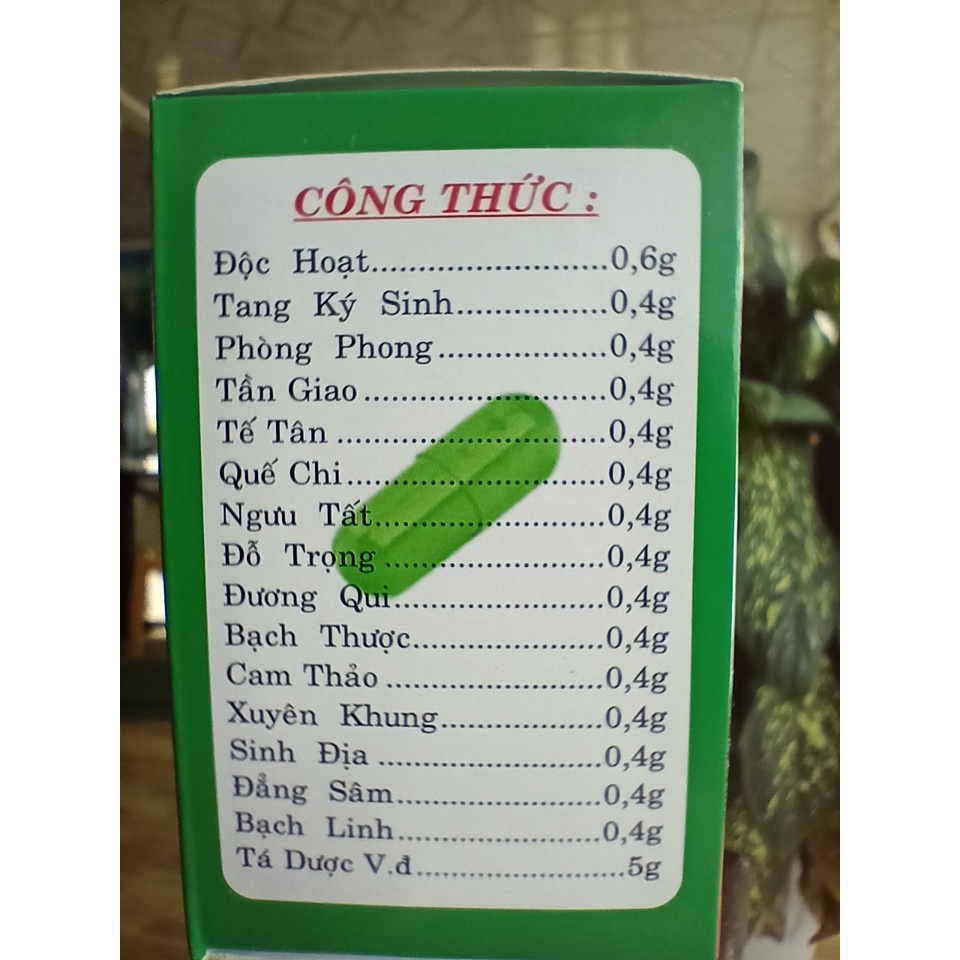 CÔNG THỨC :
Độc Hoạt..........................0,6g
Tang Ký Sinh................0,4g
Phòng Phong..................0,4g
Tần Giao..........................0,4g
Tế Tân.............................0,4g
Quế Chi............................0,4g
Ngưu Tất.........................0,4g
Đỗ Trọng........................0,4g
Đương Qui.......................0,4g
Bạch Thược.....................0,4g
Cam Thảo........................0,4g
Xuyên Khung..................0,4g
Sinh Địa.........................0,4g
Đẳng Sâm.......................0,4g
Bạch Linh.......................0,4g
Tá Dược V.đ.......................5g